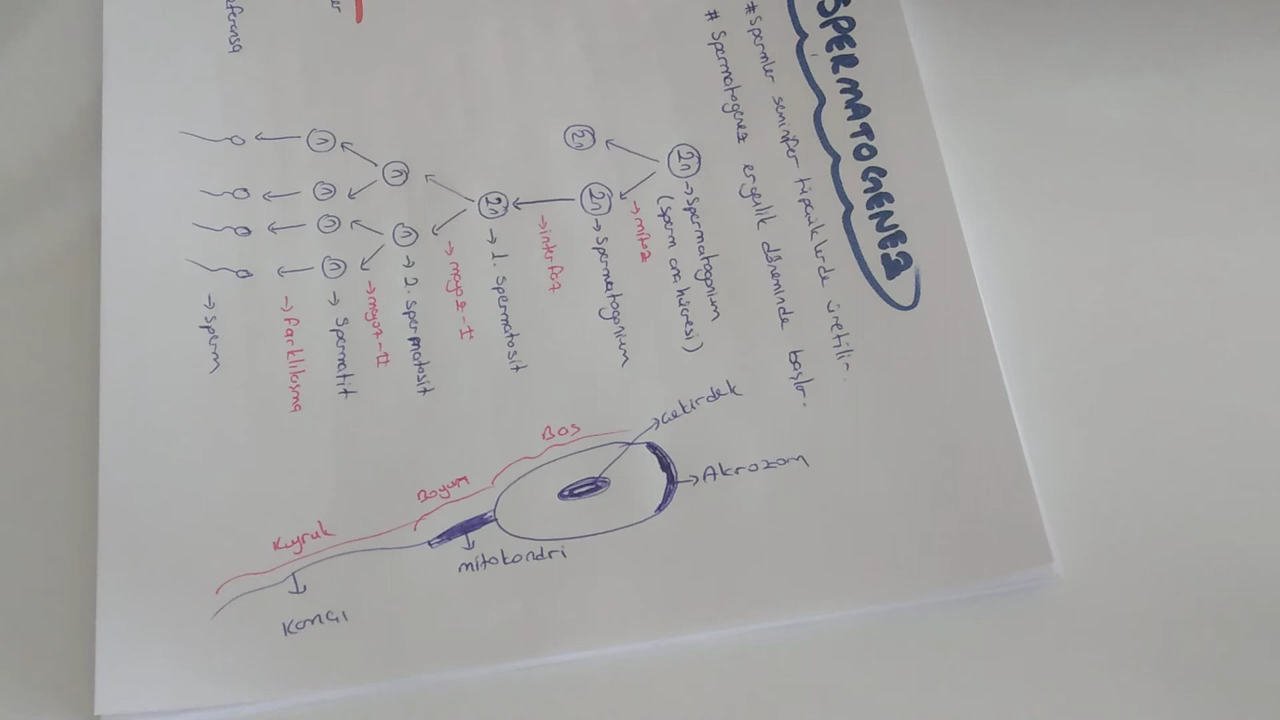 SPERMATOGENEZ
#Spermler seminifer tüpçüklerde üretilir.
# Spermatogenez ergenlik döneminde başlar.
2n → spermatogonium
(sperm ana hücresi)
→ mitoz
2n
2n → spermatogonium
→ interfaz
2n → 1. spermatosit
→ mayoz-I
n
n → 2. spermatosit
→ mayoz-II
n
n
n
n → spermatit
→ farklılaşma
→ sperm
çekirdek
Akrozom
Baş
Boyun
mitokondri
Kuyruk
Kamçı